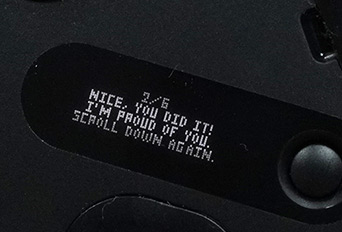 2/6
NICE, YOU DID IT!
I'M PROUD OF YOU.
SCROLL DOWN AGAIN.